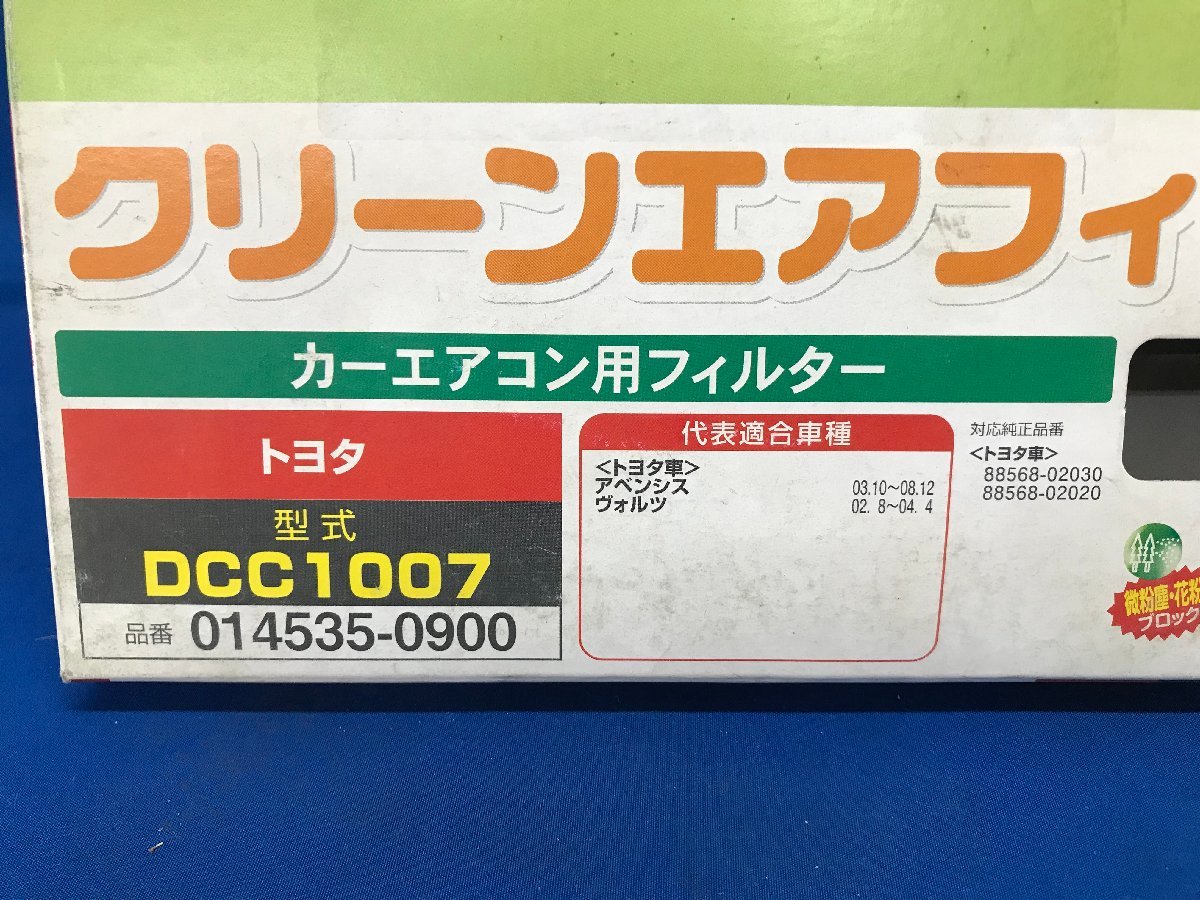 クリーンエアフィ
カーエアコン用フィルター
トヨタ
型式
DCC1007
品番 014535-0900
代表適合車種
<トヨタ車>
アベンシス 03.10~08.12
ヴォルツ 02. 8~04. 4
対応純正品番
<トヨタ車>
88568-02030
88568-02020
微粉塵・花粉
ブロック